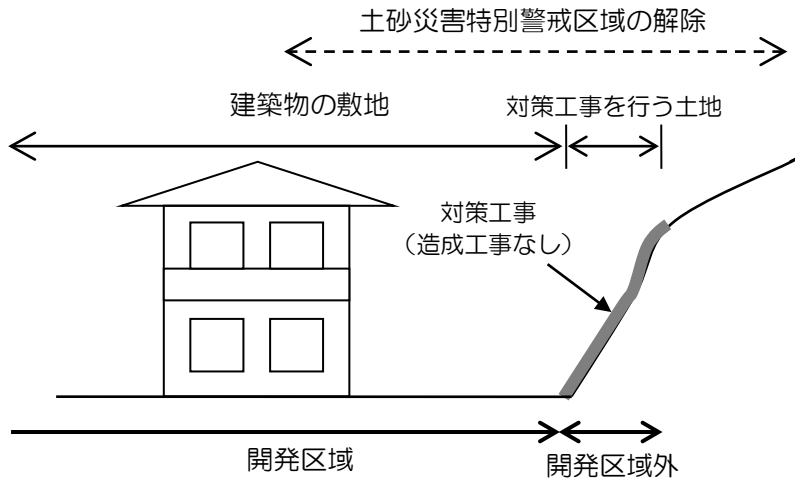 土砂災害特別警戒区域の解除
建築物の敷地
対策工事を行う土地
対策工事
(造成工事なし)
開発区域
開発区域外